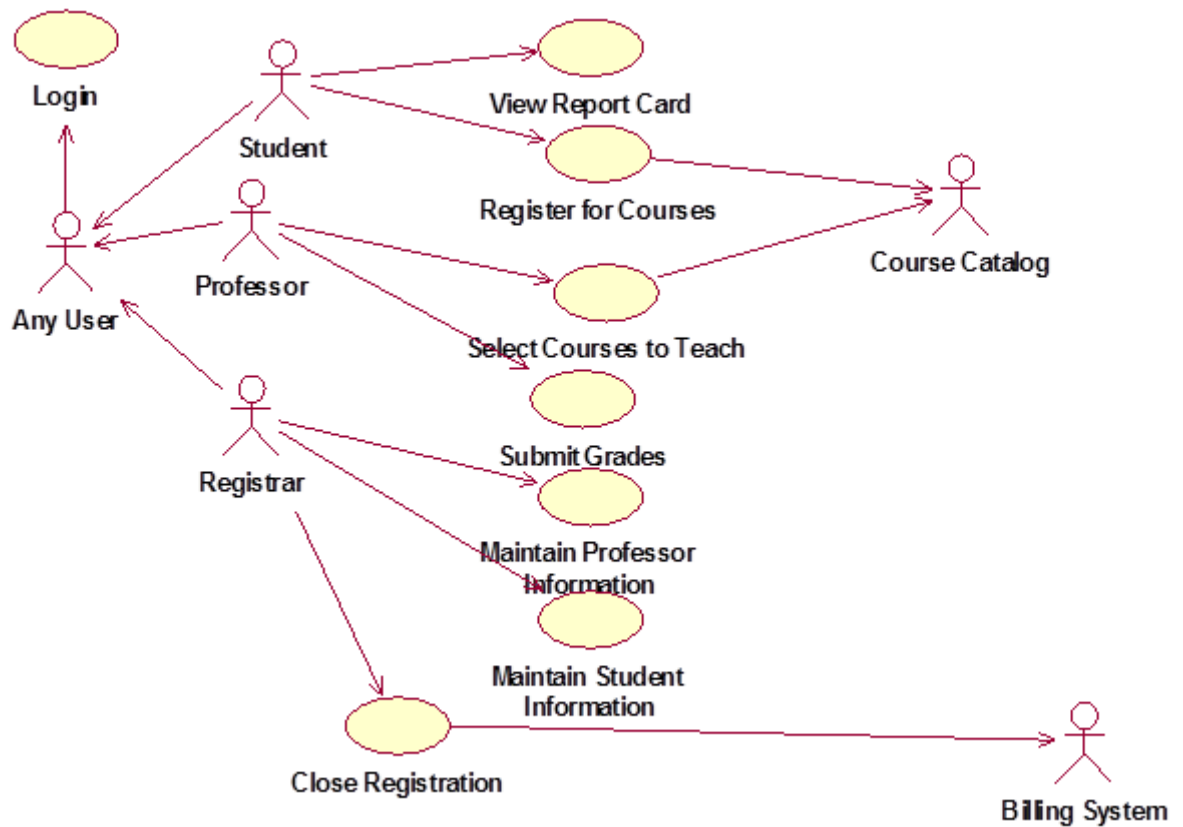 Login
View Report Card
Student
Register for Courses
Course Catalog
Professor
Any User
Select Courses to Teach
Submit Grades
Registrar
Maintain Professor
Information
Maintain Student
Information
Close Registration
Billing System